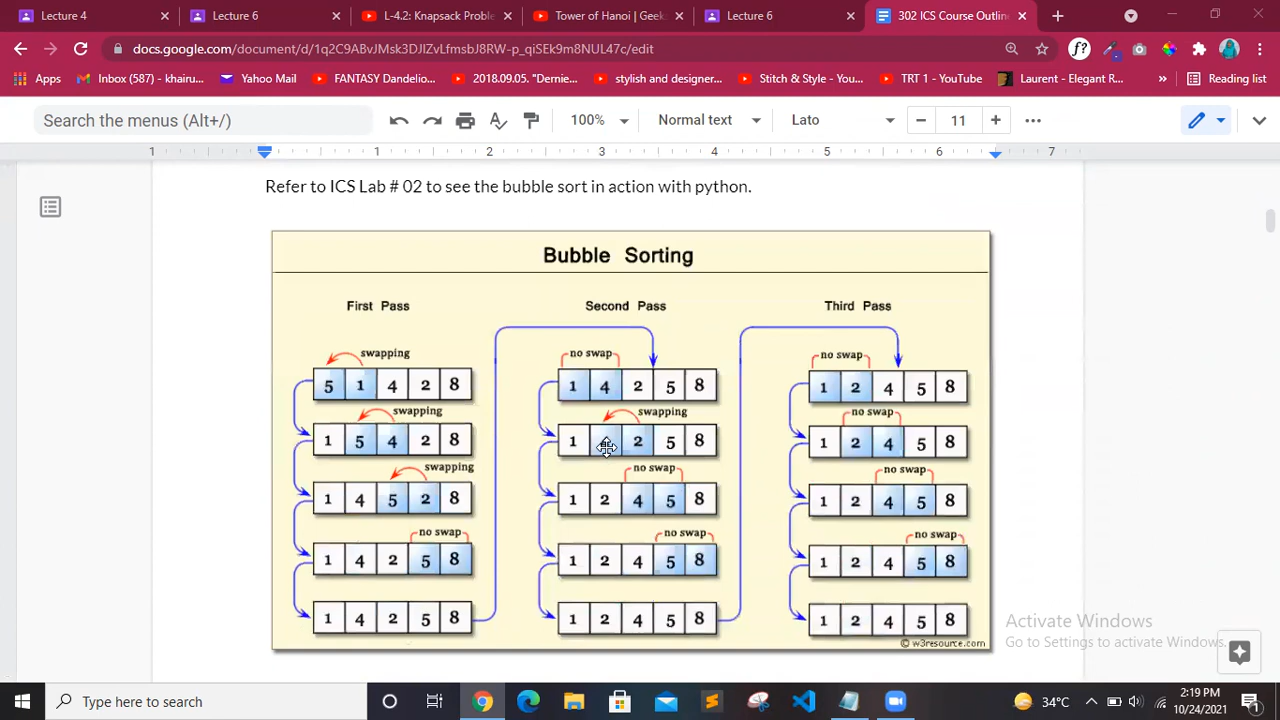 Lecture 4
Lecture 6
L-4.2: Knapsack Proble
Tower of Hanoi | Geeks
Lecture 6
302 ICS Course Outline
docs.google.com/document/d/1q2C9ABvJMsk3DJIZvLfmsbJ8RW-p_qiSEk9m8NUL47c/edit
Apps
Inbox (587) - khairu...
Yahoo Mail
FANTASY Dandelio...
2018.09.05. "Dernie...
stylish and designer...
Stitch & Style - You...
TRT 1 - YouTube
Laurent - Elegant R...
Reading list
Search the menus (Alt+/)
100%
Normal text
Lato
11
1 1 2 3 4 5 6 7
Refer to ICS Lab # 02 to see the bubble sort in action with python.
Bubble Sorting
First Pass
swapping
5 1 4 2 8
swapping
1 5 4 2 8
swapping
1 4 5 2 8
no swap
1 4 2 5 8
1 4 2 5 8
Second Pass
no swap
1 4 2 5 8
swapping
1 2 5 8
no swap
1 2 4 5 8
no swap
1 2 4 5 8
1 2 4 5 8
Third Pass
no swap
1 2 4 5 8
no swap
1 2 4 5 8
no swap
1 2 4 5 8
no swap
1 2 4 5 8
1 2 4 5 8
© w3resource.com
Activate Windows
Go to Settings to activate Windows.
Type here to search
34°C
2:19 PM
10/24/2021
1